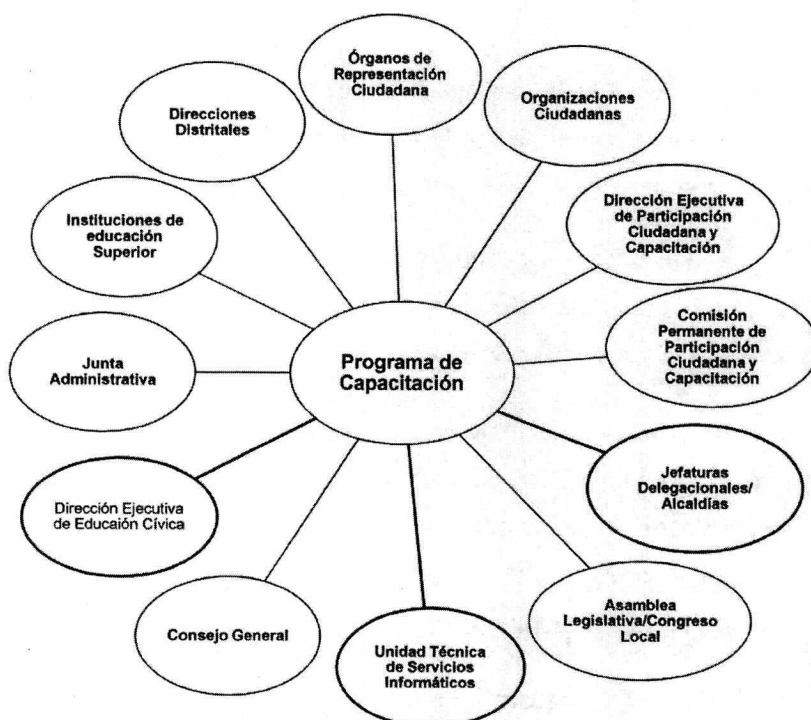 Órganos de
Representación
Ciudadana
Organizaciones
Ciudadanas
Direcciones
Distritales
Dirección Ejecutiva
de Participación
Ciudadana y
Capacitación
Instituciones de
educación
Superior
Comisión
Permanente de
Participación
Ciudadana y
Capacitación
Programa de
Capacitación
Junta
Administrativa
Jefaturas
Delegacionales/
Alcaldías
Dirección Ejecutiva
de Educaión Cívica
Asamblea
Legislativa/Congreso
Local
Consejo General
Unidad Técnica
de Servicios
Informáticos